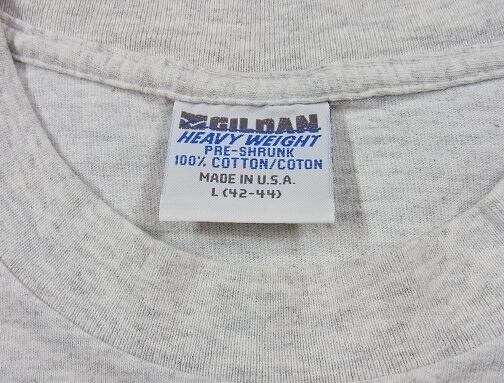 GILDAN
HEAVY WEIGHT
PRE-SHRUNK
100% COTTON/COTON
MADE IN U.S.A.
L (42-44)